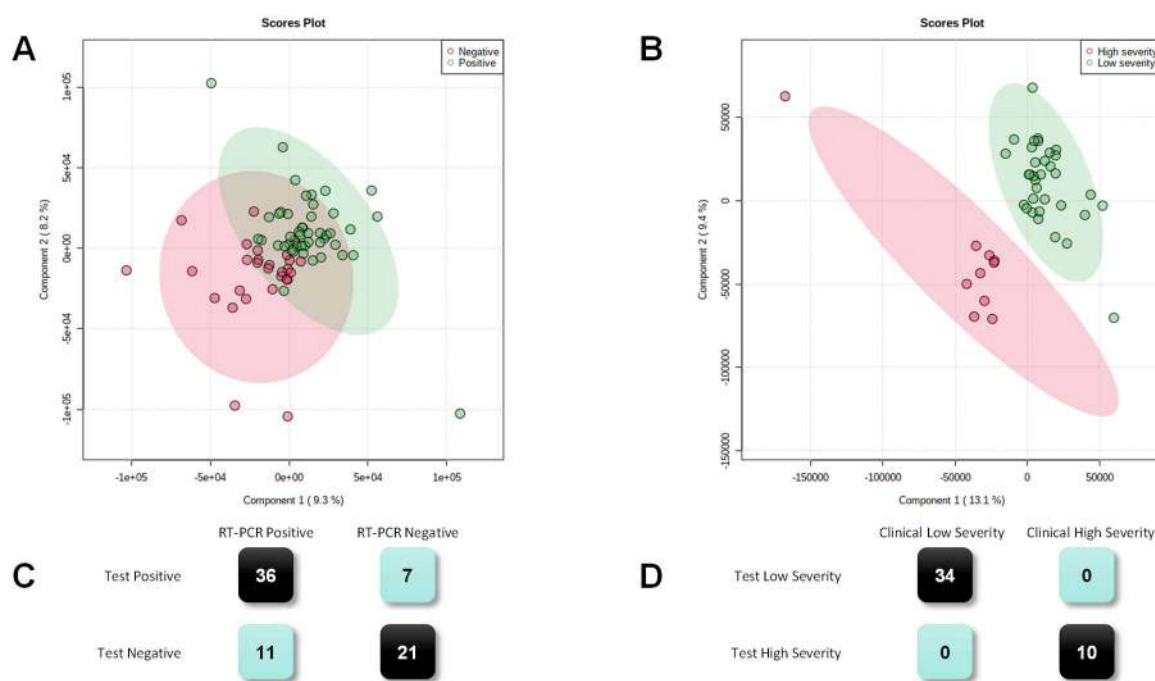 A
Scores Plot
Negative
Positive
Component 2 ( 8.2 %)
1e+05
5e+04
0e+00
-5e+04
-1e+05
-1e+05
-5e+04
0e+00
5e+04
1e+05
Component 1 ( 9.3 %)
B
Scores Plot
High severity
Low severity
Component 2 ( 9.4 %)
50000
0
-50000
-100000
-150000
-150000
-100000
-50000
0
50000
Component 1 ( 13.1 %)
C
RT-PCR Positive
RT-PCR Negative
Test Positive
36
7
Test Negative
11
21
D
Clinical Low Severity
Clinical High Severity
Test Low Severity
34
0
Test High Severity
0
10